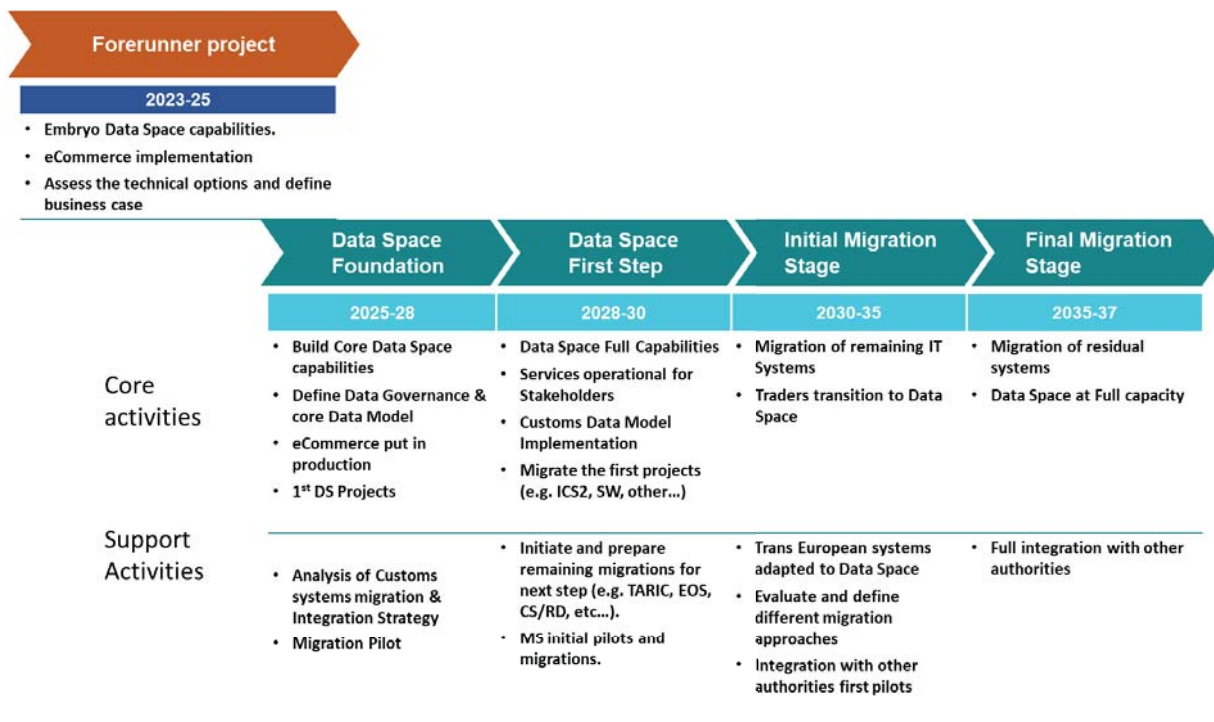 Forerunner project
2023-25
• Embryo Data Space capabilities.
• eCommerce implementation
• Assess the technical options and define
business case
Data Space
Foundation
Data Space
First Step
Initial Migration
Stage
Final Migration
Stage
2025-28
2028-30
2030-35
2035-37
Core
activities
• Build Core Data Space
capabilities
• Define Data Governance &
core Data Model
• eCommerce put in
production
• 1st DS Projects
• Data Space Full Capabilities
• Services operational for
Stakeholders
• Customs Data Model
Implementation
• Migrate the first projects
(e.g. ICS2, SW, other...)
• Migration of remaining IT
Systems
• Traders transition to Data
Space
• Migration of residual
systems
• Data Space at Full capacity
Support
Activities
• Analysis of Customs
systems migration &
Integration Strategy
• Migration Pilot
• Initiate and prepare
remaining migrations for
next step (e.g. TARIC, EOS,
CS/RD, etc...).
• MS initial pilots and
migrations.
• Trans European systems
adapted to Data Space
• Evaluate and define
different migration
approaches
• Integration with other
authorities first pilots
• Full integration with other
authorities